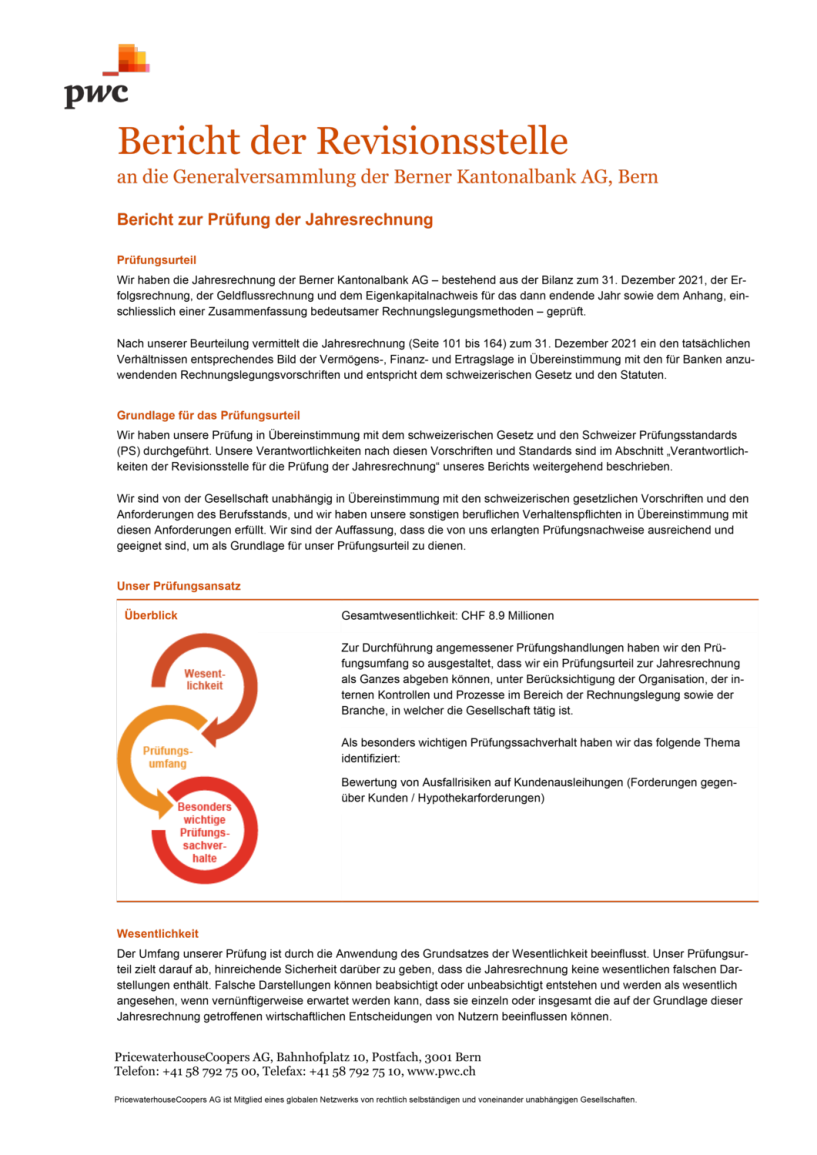 pwc
Bericht der Revisionsstelle
an die Generalversammlung der Berner Kantonalbank AG, Bern
Bericht zur Prüfung der Jahresrechnung
Prüfungsurteil
Wir haben die Jahresrechnung der Berner Kantonalbank AG – bestehend aus der Bilanz zum 31. Dezember 2021, der Er-
folgsrechnung, der Geldflussrechnung und dem Eigenkapitalnachweis für das dann endende Jahr sowie dem Anhang, ein-
schliesslich einer Zusammenfassung bedeutsamer Rechnungslegungsmethoden – geprüft.
Nach unserer Beurteilung vermittelt die Jahresrechnung (Seite 101 bis 164) zum 31. Dezember 2021 ein den tatsächlichen
Verhältnissen entsprechendes Bild der Vermögens-, Finanz- und Ertragslage in Übereinstimmung mit den für Banken anzu-
wendenden Rechnungslegungsvorschriften und entspricht dem schweizerischen Gesetz und den Statuten.
Grundlage für das Prüfungsurteil
Wir haben unsere Prüfung in Übereinstimmung mit dem schweizerischen Gesetz und den Schweizer Prüfungsstandards
(PS) durchgeführt. Unsere Verantwortlichkeiten nach diesen Vorschriften und Standards sind im Abschnitt „Verantwortlich-
keiten der Revisionsstelle für die Prüfung der Jahresrechnung“ unseres Berichts weitergehend beschrieben.
Wir sind von der Gesellschaft unabhängig in Übereinstimmung mit den schweizerischen gesetzlichen Vorschriften und den
Anforderungen des Berufsstands, und wir haben unsere sonstigen beruflichen Verhaltenspflichten in Übereinstimmung mit
diesen Anforderungen erfüllt. Wir sind der Auffassung, dass die von uns erlangten Prüfungsnachweise ausreichend und
geeignet sind, um als Grundlage für unser Prüfungsurteil zu dienen.
Unser Prüfungsansatz
Überblick
Wesent-
lichkeit
Prüfungs-
umfang
Besonders
wichtige
Prüfungs-
sachver-
halte
Gesamtwesentlichkeit: CHF 8.9 Millionen
Zur Durchführung angemessener Prüfungshandlungen haben wir den Prü-
fungsumfang so ausgestaltet, dass wir ein Prüfungsurteil zur Jahresrechnung
als Ganzes abgeben können, unter Berücksichtigung der Organisation, der in-
ternen Kontrollen und Prozesse im Bereich der Rechnungslegung sowie der
Branche, in welcher die Gesellschaft tätig ist.
Als besonders wichtigen Prüfungssachverhalt haben wir das folgende Thema
identifiziert:
Bewertung von Ausfallrisiken auf Kundenausleihungen (Forderungen gegen-
über Kunden / Hypothekarforderungen)
Wesentlichkeit
Der Umfang unserer Prüfung ist durch die Anwendung des Grundsatzes der Wesentlichkeit beeinflusst. Unser Prüfungsur-
teil zielt darauf ab, hinreichende Sicherheit darüber zu geben, dass die Jahresrechnung keine wesentlichen falschen Dar-
stellungen enthält. Falsche Darstellungen können beabsichtigt oder unbeabsichtigt entstehen und werden als wesentlich
angesehen, wenn vernünftigerweise erwartet werden kann, dass sie einzeln oder insgesamt die auf der Grundlage dieser
Jahresrechnung getroffenen wirtschaftlichen Entscheidungen von Nutzern beeinflussen können.
PricewaterhouseCoopers AG, Bahnhofplatz 10, Postfach, 3001 Bern
Telefon: +41 58 792 75 00, Telefax: +41 58 792 75 10, www.pwc.ch
PricewaterhouseCoopers AG ist Mitglied eines globalen Netzwerks von rechtlich selbständigen und voneinander unabhängigen Gesellschaften.